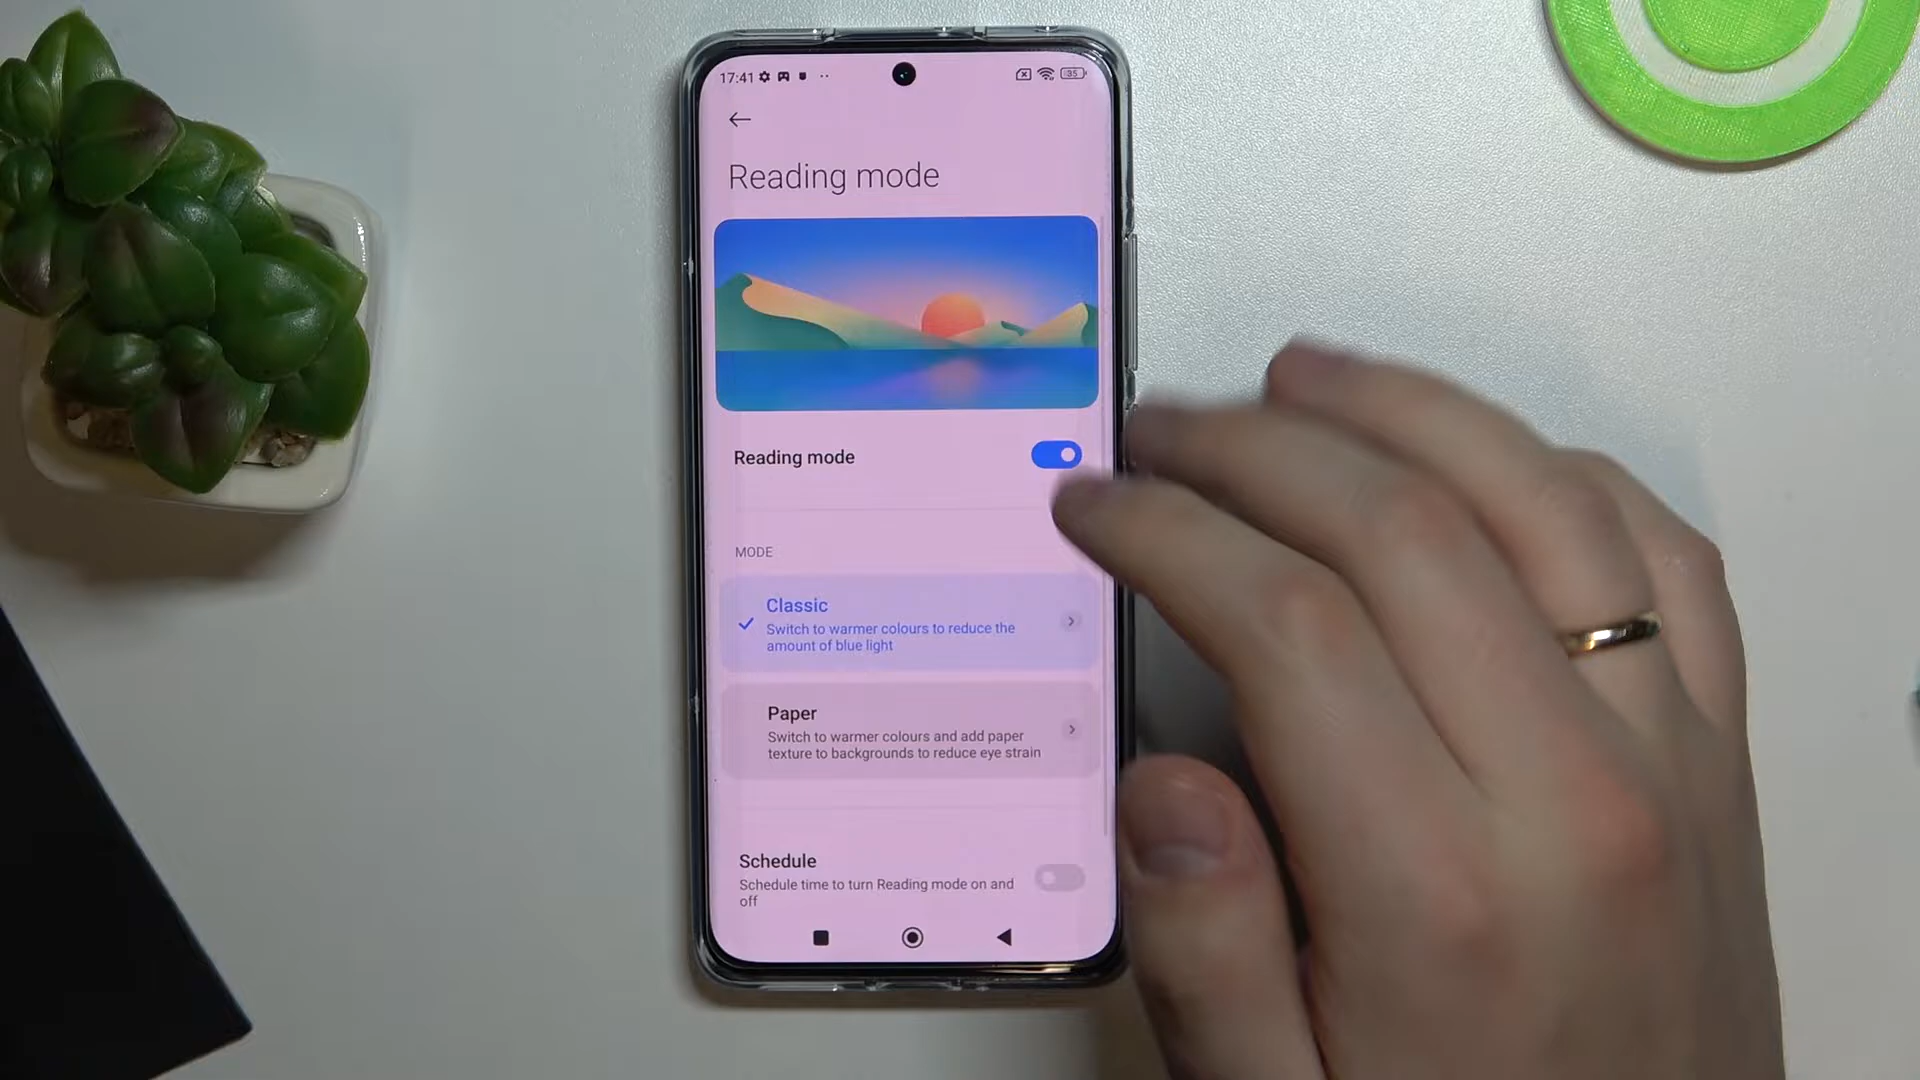 17:41
35
Reading mode
Reading mode
MODE
Classic
Switch to warmer colours to reduce the
amount of blue light
Paper
Switch to warmer colours and add paper
texture to backgrounds to reduce eye strain
Schedule
Schedule time to turn Reading mode on and
off